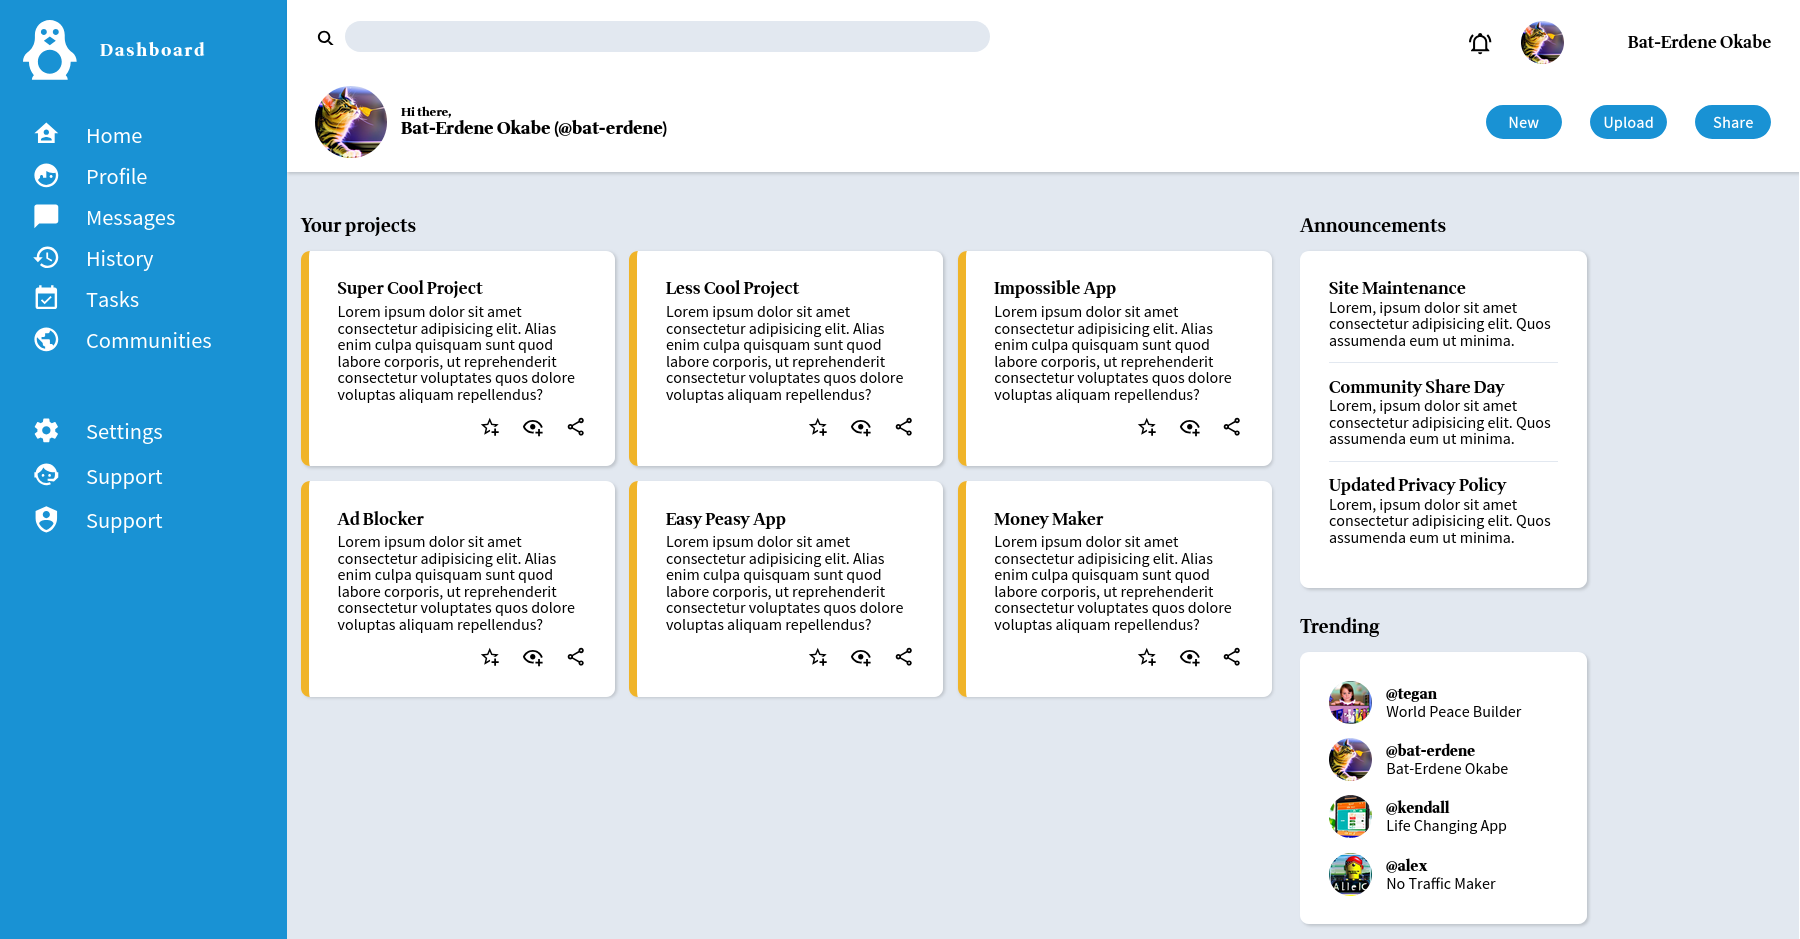 Dashboard
Home
Profile
Messages
History
Tasks
Communities
Settings
Support
Support
Bat-Erdene Okabe
Hi there,
Bat-Erdene Okabe (@bat-erdene)
New
Upload
Share
Your projects
Super Cool Project
Lorem ipsum dolor sit amet
consectetur adipisicing elit. Alias
enim culpa quisquam sunt quod
labore corporis, ut reprehenderit
consectetur voluptates quos dolore
voluptas aliquam repellendus?
Less Cool Project
Lorem ipsum dolor sit amet
consectetur adipisicing elit. Alias
enim culpa quisquam sunt quod
labore corporis, ut reprehenderit
consectetur voluptates quos dolore
voluptas aliquam repellendus?
Impossible App
Lorem ipsum dolor sit amet
consectetur adipisicing elit. Alias
enim culpa quisquam sunt quod
labore corporis, ut reprehenderit
consectetur voluptates quos dolore
voluptas aliquam repellendus?
Ad Blocker
Lorem ipsum dolor sit amet
consectetur adipisicing elit. Alias
enim culpa quisquam sunt quod
labore corporis, ut reprehenderit
consectetur voluptates quos dolore
voluptas aliquam repellendus?
Easy Peasy App
Lorem ipsum dolor sit amet
consectetur adipisicing elit. Alias
enim culpa quisquam sunt quod
labore corporis, ut reprehenderit
consectetur voluptates quos dolore
voluptas aliquam repellendus?
Money Maker
Lorem ipsum dolor sit amet
consectetur adipisicing elit. Alias
enim culpa quisquam sunt quod
labore corporis, ut reprehenderit
consectetur voluptates quos dolore
voluptas aliquam repellendus?
Announcements
Site Maintenance
Lorem, ipsum dolor sit amet
consectetur adipisicing elit. Quos
assumenda eum ut minima.
Community Share Day
Lorem, ipsum dolor sit amet
consectetur adipisicing elit. Quos
assumenda eum ut minima.
Updated Privacy Policy
Lorem, ipsum dolor sit amet
consectetur adipisicing elit. Quos
assumenda eum ut minima.
Trending
@tegan
World Peace Builder
@bat-erdene
Bat-Erdene Okabe
@kendall
Life Changing App
@alex
No Traffic Maker